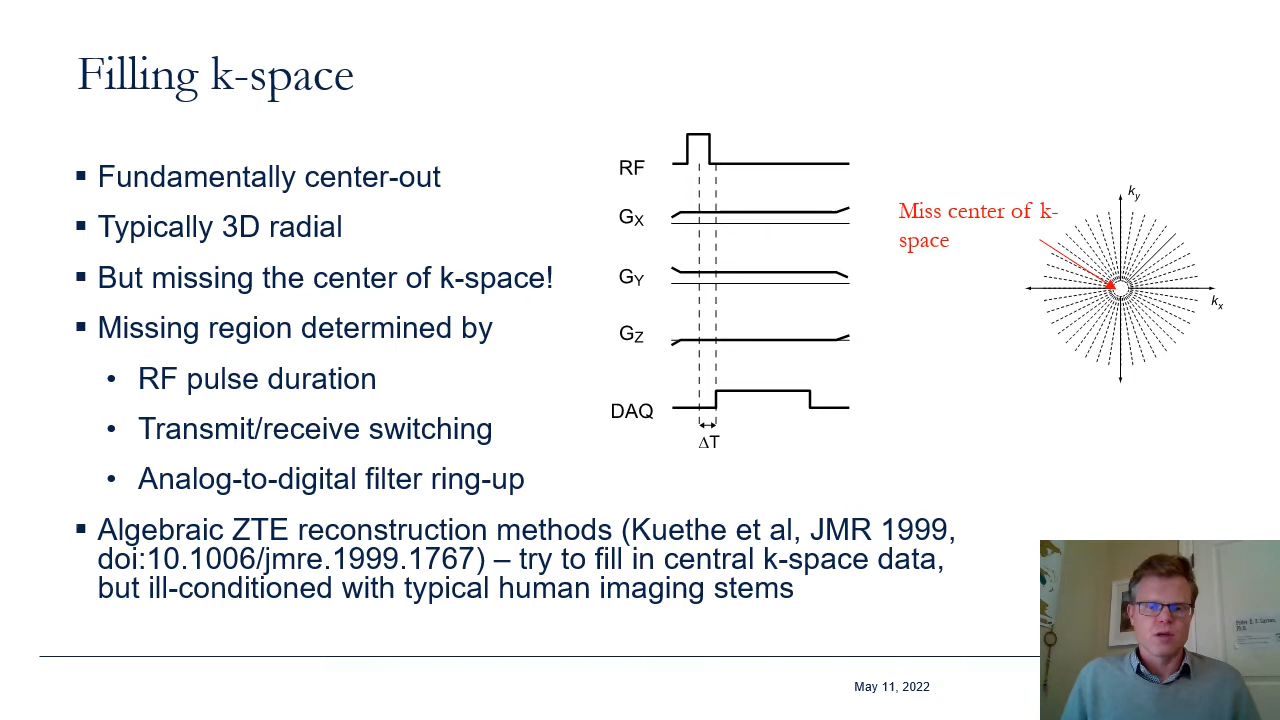 Filling k-space
▪ Fundamentally center-out
▪ Typically 3D radial
▪ But missing the center of k-space!
▪ Missing region determined by
• RF pulse duration
• Transmit/receive switching
• Analog-to-digital filter ring-up
▪ Algebraic ZTE reconstruction methods (Kuethe et al, JMR 1999,
doi:10.1006/jmre.1999.1767) – try to fill in central k-space data,
but ill-conditioned with typical human imaging stems
RF
GX
GY
GZ
DAQ
ΔT
Miss center of k-
space
ky
kx
May 11, 2022
Ph.D.